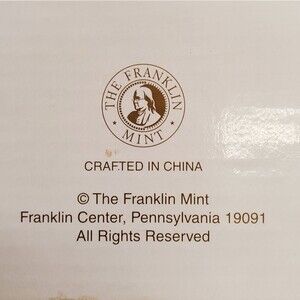 THE FRANKLIN
MINT
CRAFTED IN CHINA
© The Franklin Mint
Franklin Center, Pennsylvania 19091
All Rights Reserved